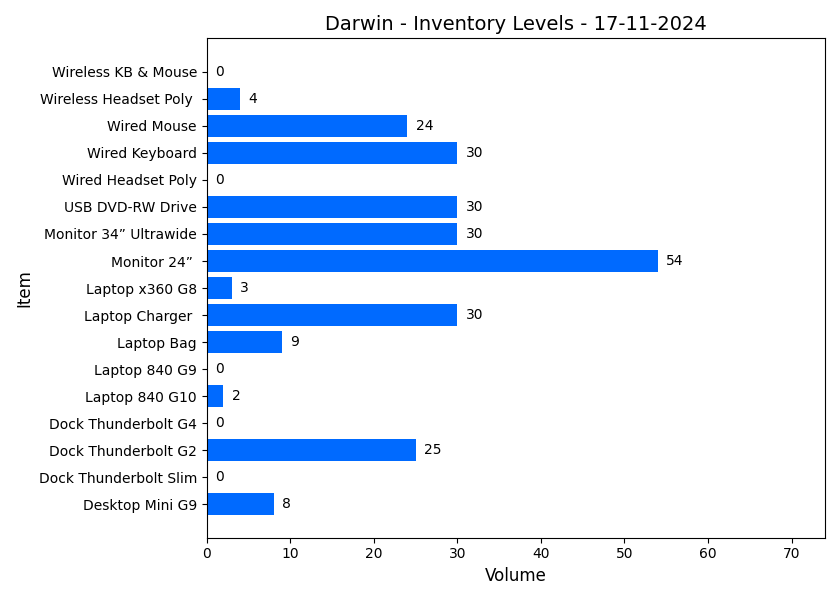 Darwin - Inventory Levels - 17-11-2024
Wireless KB & Mouse 0
Wireless Headset Poly 4
Wired Mouse 24
Wired Keyboard 30
Wired Headset Poly 0
USB DVD-RW Drive 30
Monitor 34” Ultrawide 30
Monitor 24” 54
Laptop x360 G8 3
Laptop Charger 30
Laptop Bag 9
Laptop 840 G9 0
Laptop 840 G10 2
Dock Thunderbolt G4 0
Dock Thunderbolt G2 25
Dock Thunderbolt Slim 0
Desktop Mini G9 8
Item
0 10 20 30 40 50 60 70
Volume